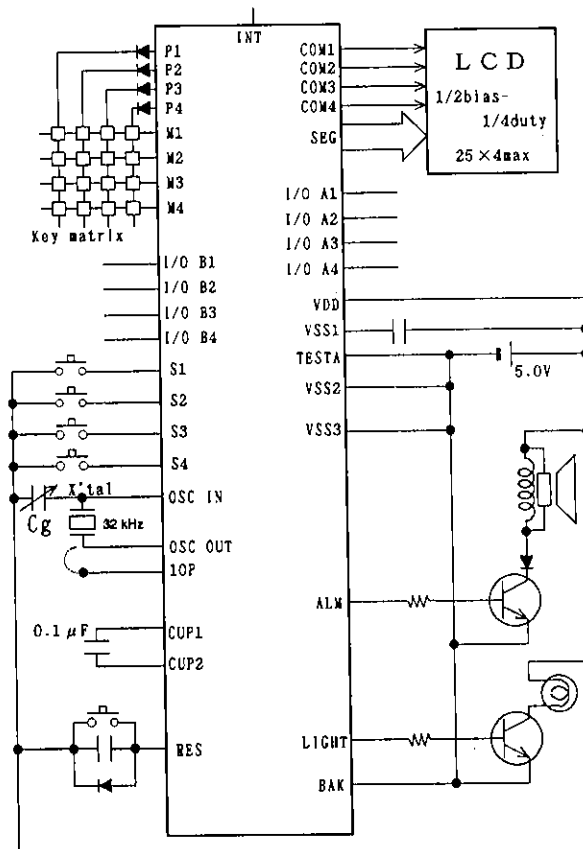 INT
P1
P2
P3
P4
M1
M2
M3
M4
Key matrix
I/O B1
I/O B2
I/O B3
I/O B4
S1
S2
S3
S4
X'tal
OSC IN
Cg
32 kHz
OSC OUT
10P
0.1 μF
CUP1
CUP2
RES
COM1
COM2
COM3
COM4
SEG
LCD
1/2bias-
1/4duty
25×4max
I/O A1
I/O A2
I/O A3
I/O A4
VDD
VSS1
TESTA
5.0V
VSS2
VSS3
ALM
LIGHT
BAK